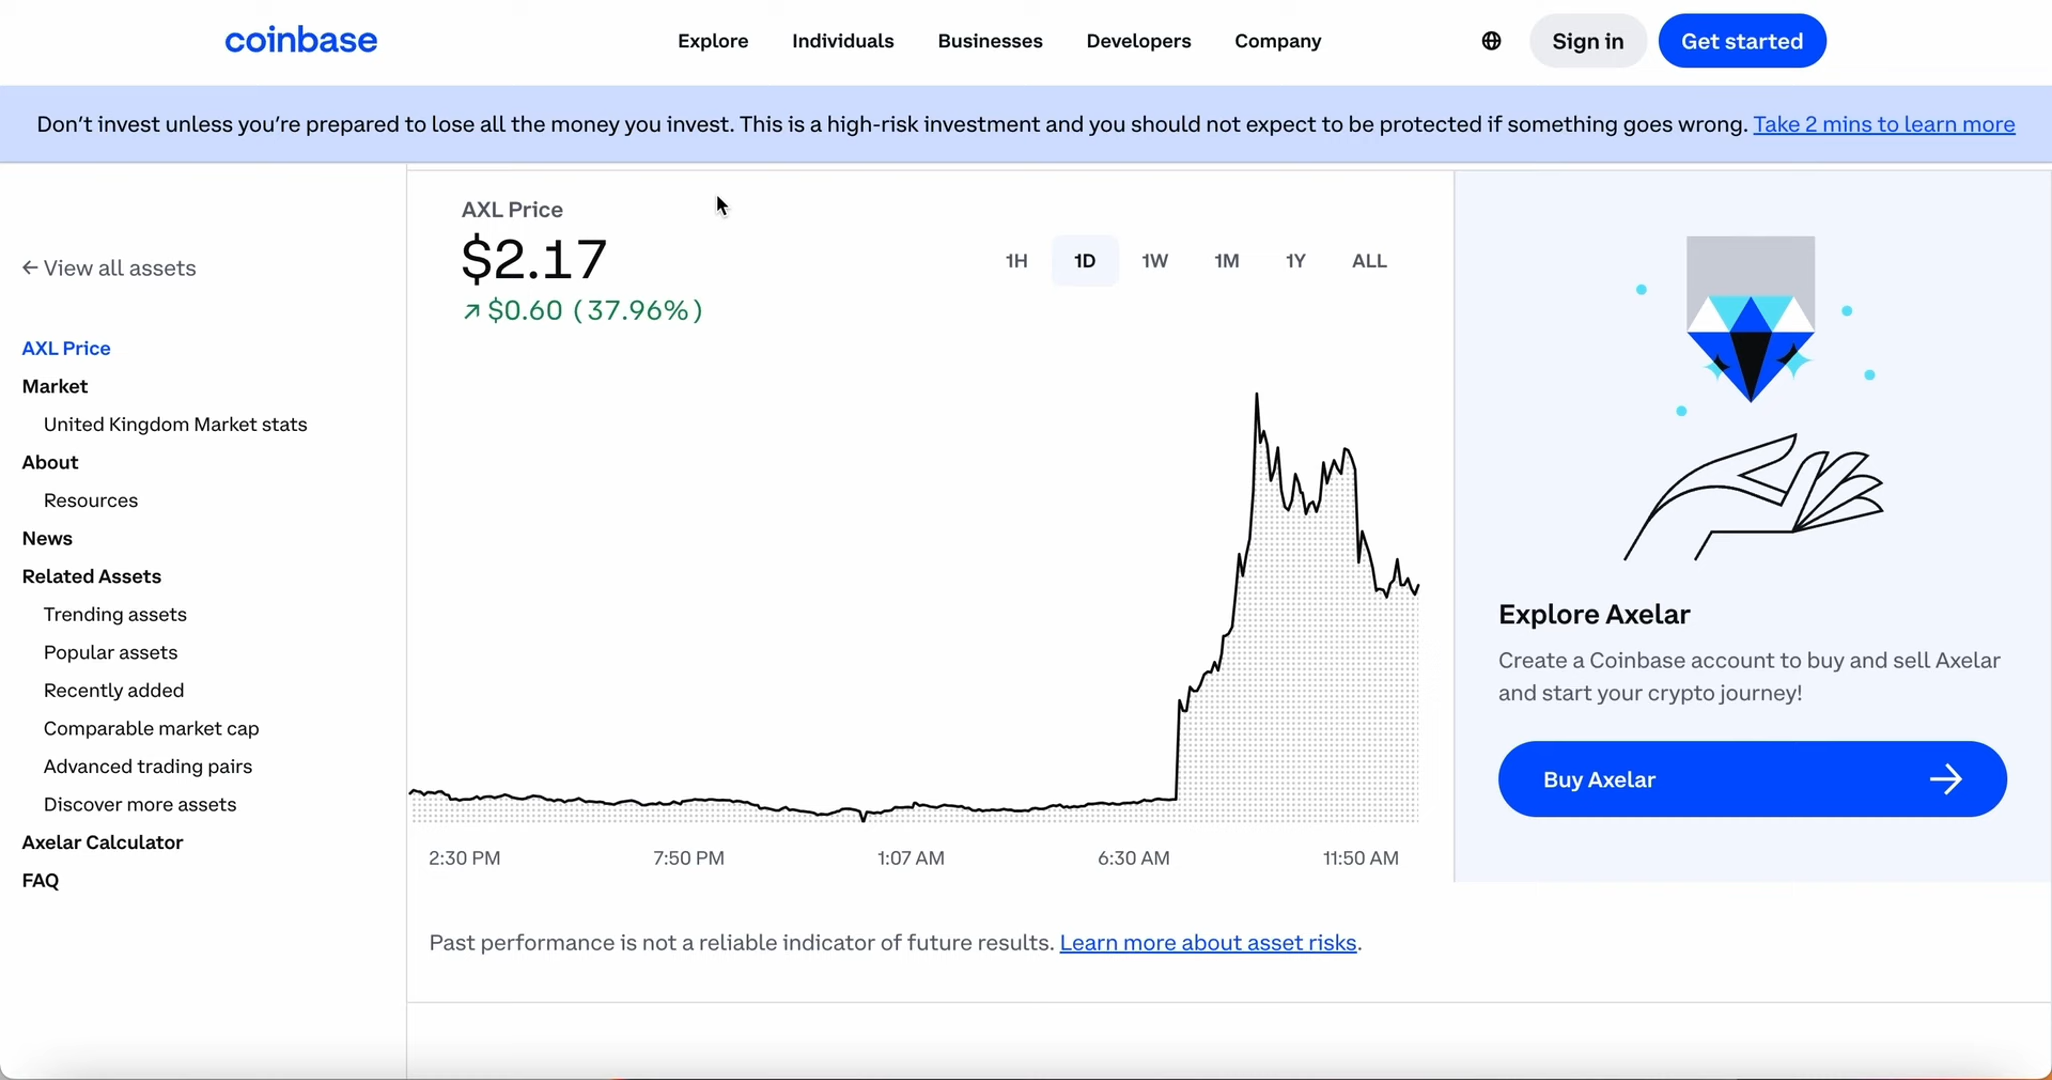 coinbase
Explore
Individuals
Businesses
Developers
Company
Sign in
Get started
Don't invest unless you're prepared to lose all the money you invest. This is a high-risk investment and you should not expect to be protected if something goes wrong. Take 2 mins to learn more
← View all assets
AXL Price
Market
United Kingdom Market stats
About
Resources
News
Related Assets
Trending assets
Popular assets
Recently added
Comparable market cap
Advanced trading pairs
Discover more assets
Axelar Calculator
FAQ
AXL Price
$2.17
↗ $0.60 (37.96%)
1H 1D 1W 1M 1Y ALL
2:30 PM 7:50 PM 1:07 AM 6:30 AM 11:50 AM
Past performance is not a reliable indicator of future results. Learn more about asset risks.
Explore Axelar
Create a Coinbase account to buy and sell Axelar
and start your crypto journey!
Buy Axelar